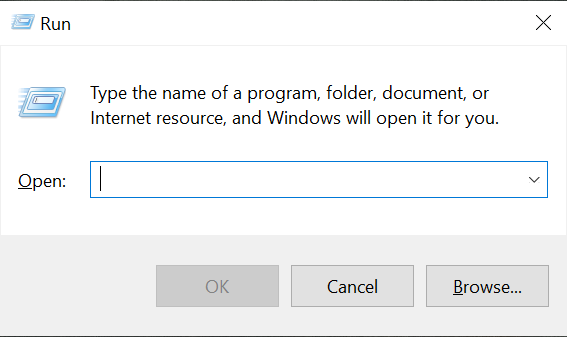 Run
Type the name of a program, folder, document, or
Internet resource, and Windows will open it for you.
Open:
OK
Cancel
Browse...